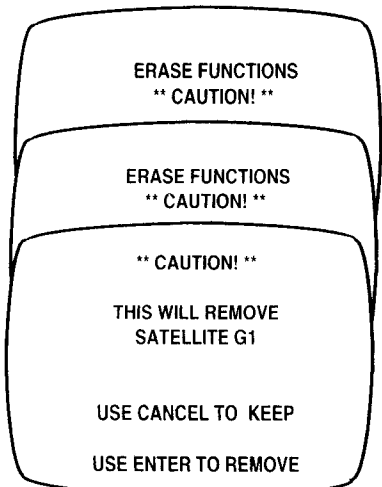 ERASE FUNCTIONS
** CAUTION! **
ERASE FUNCTIONS
** CAUTION! **
** CAUTION! **
THIS WILL REMOVE
SATELLITE G1
USE CANCEL TO KEEP
USE ENTER TO REMOVE